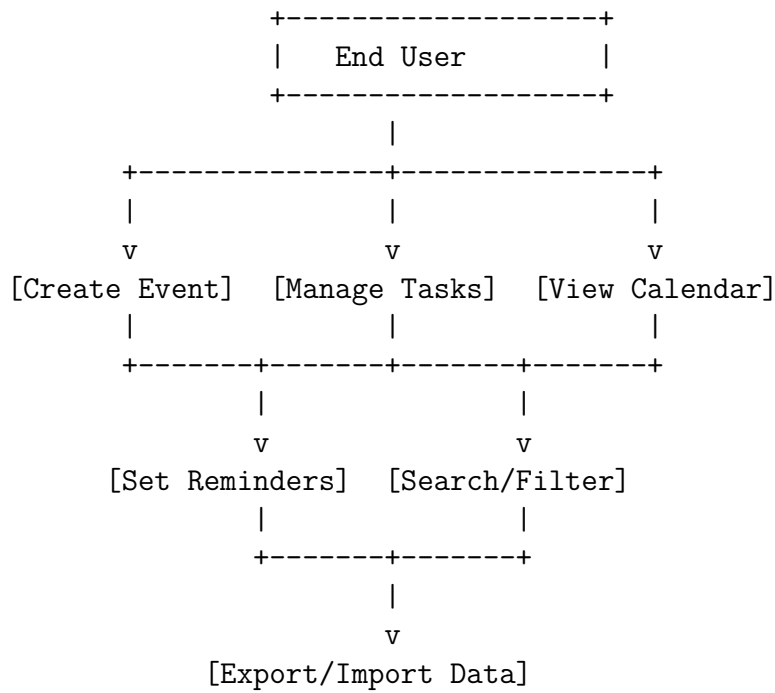 End User
[Create Event] [Manage Tasks] [View Calendar]
[Set Reminders] [Search/Filter]
[Export/Import Data]